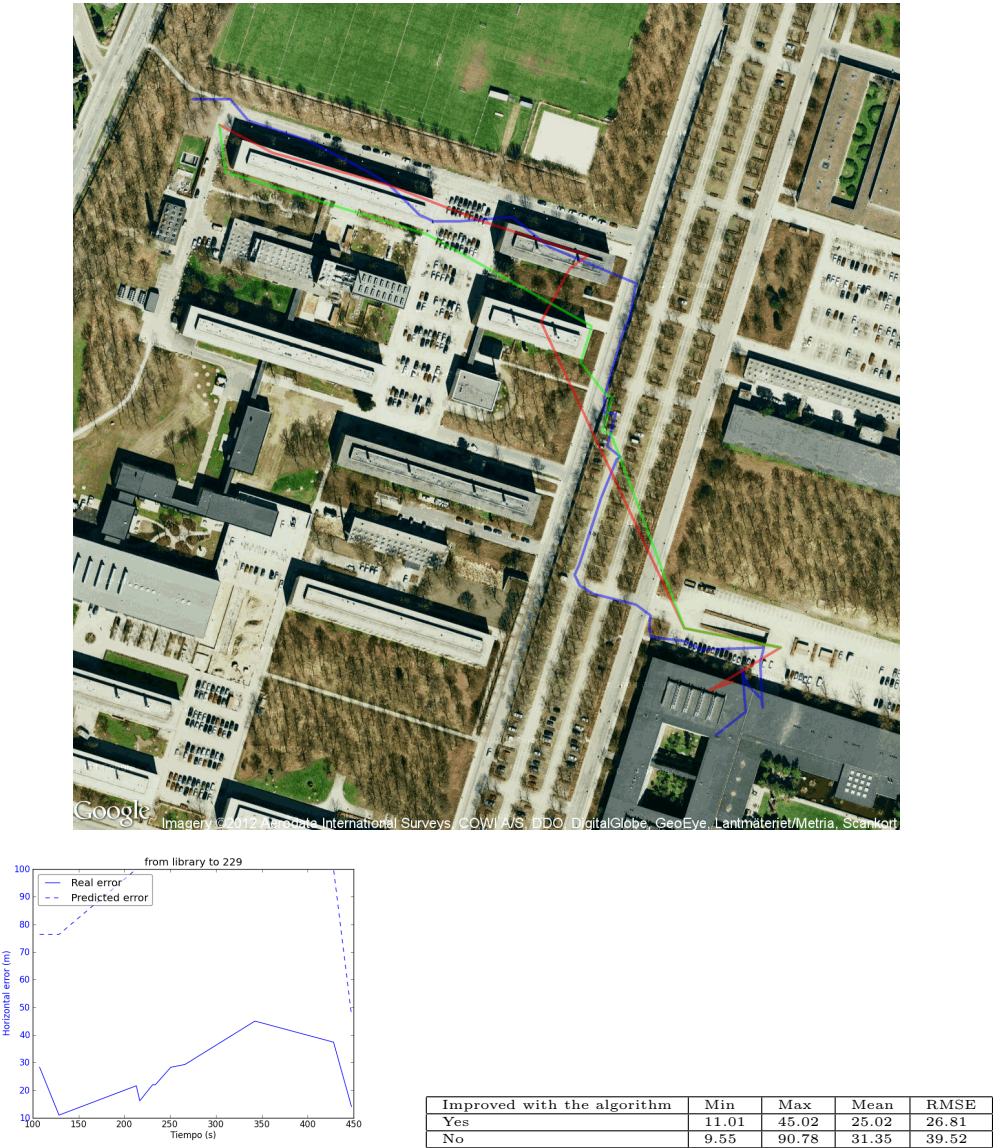 Google
Imagery ©2012 Aerodata International Surveys, COWI A/S, DDO, DigitalGlobe, GeoEye, Lantmäteriet/Metria, Scankort
from library to 229
Real error
Predicted error
Horizontal error (m)
100
90
80
70
60
50
40
30
20
10
100 150 200 250 300 350 400 450
Tiempo (s)
Improved with the algorithm Min Max Mean RMSE
Yes 11.01 45.02 25.02 26.81
No 9.55 90.78 31.35 39.52